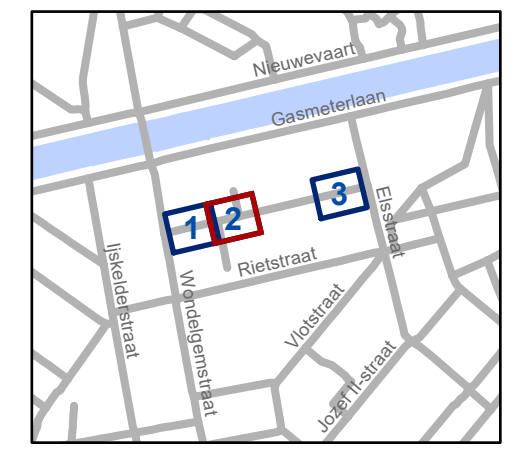 Nieuwevaart
Gasmeterlaan
3
1
2
Elsstraat
Ijskelderstraat
Wondelgemstraat
Rietstraat
Vlotstraat
Jozef II-straat